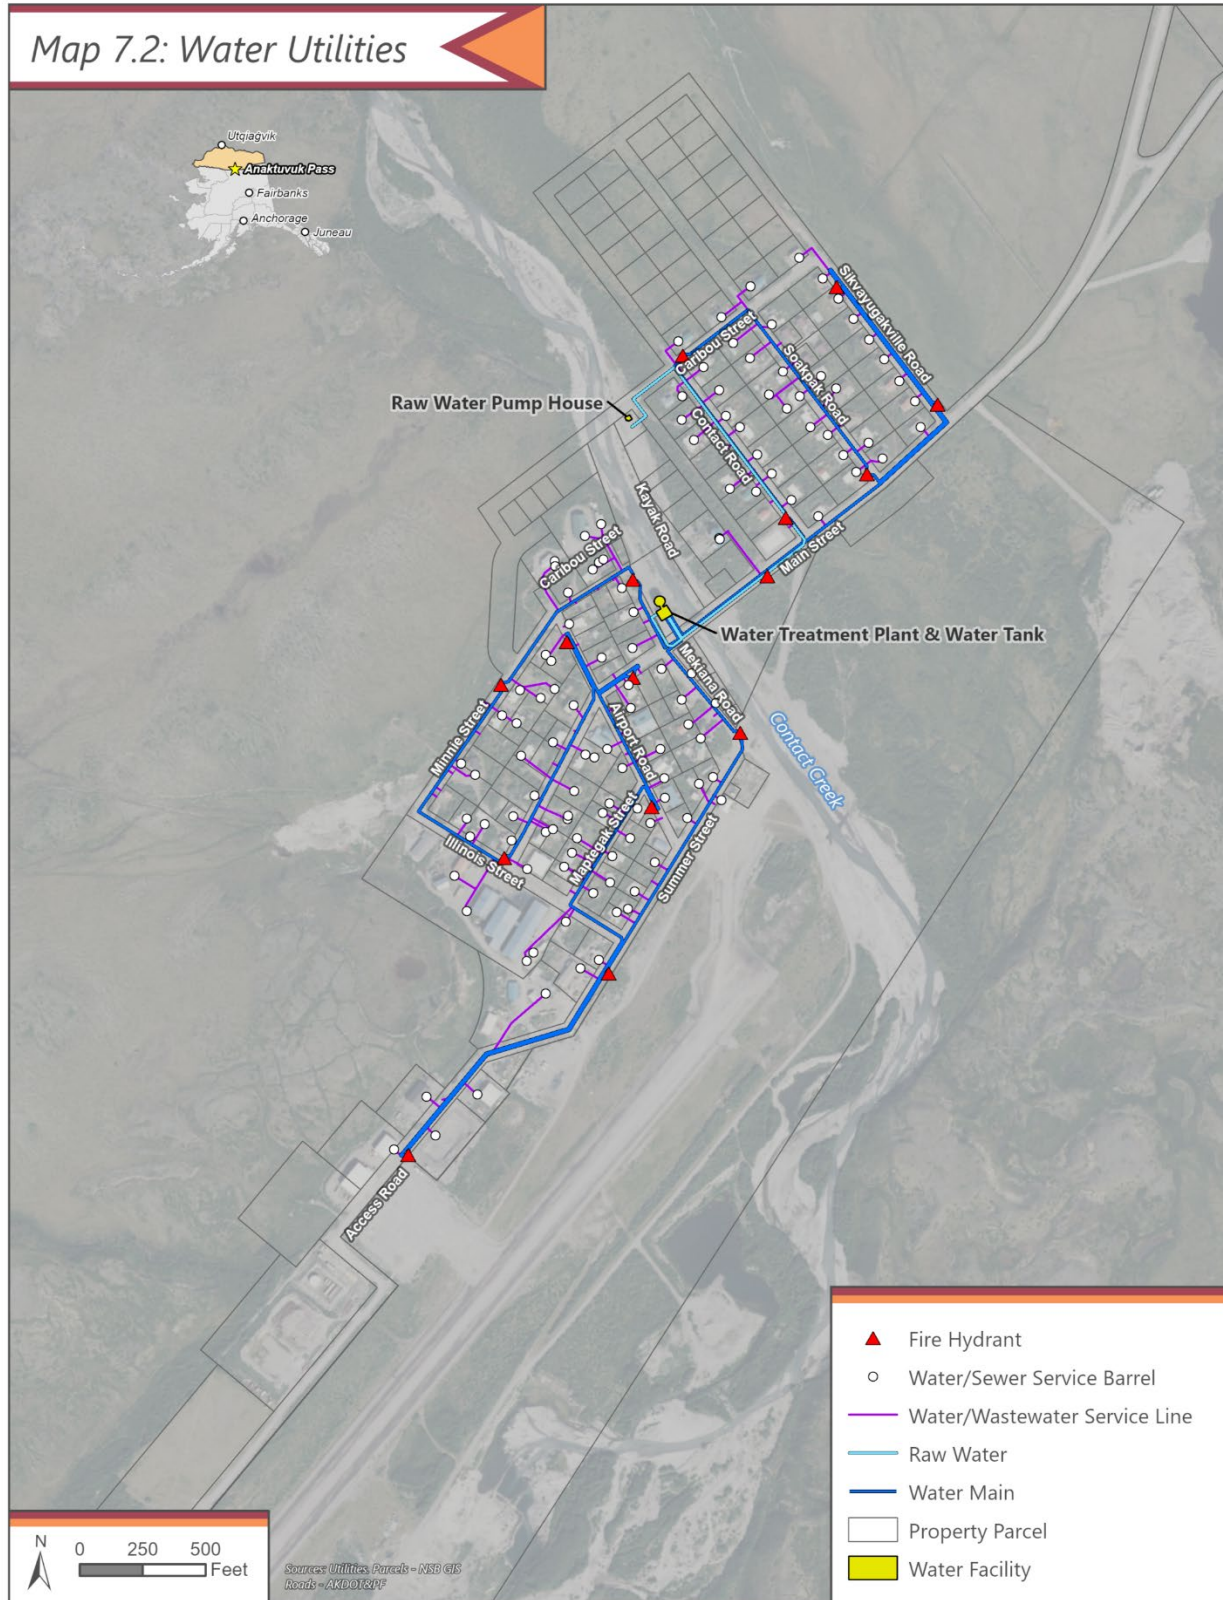 Map 7.2: Water Utilities
Utqiaġvik
Anaktuvuk Pass
Fairbanks
Anchorage
Juneau
Sikvayugakville Road
Caribou Street
Soakpak Road
Raw Water Pump House
Contact Road
Kayak Road
Main Street
Caribou Street
Water Treatment Plant & Water Tank
Mekiana Road
Airport Road
Minnie Street
Contact Creek
Maptegak Street
Illinois Street
Summer Street
Access Road
Fire Hydrant
Water/Sewer Service Barrel
Water/Wastewater Service Line
Raw Water
Water Main
Property Parcel
Water Facility
N
0 250 500
Feet
Sources: Utilities, Parcels - NSB GIS
Roads - AKDOT&PF